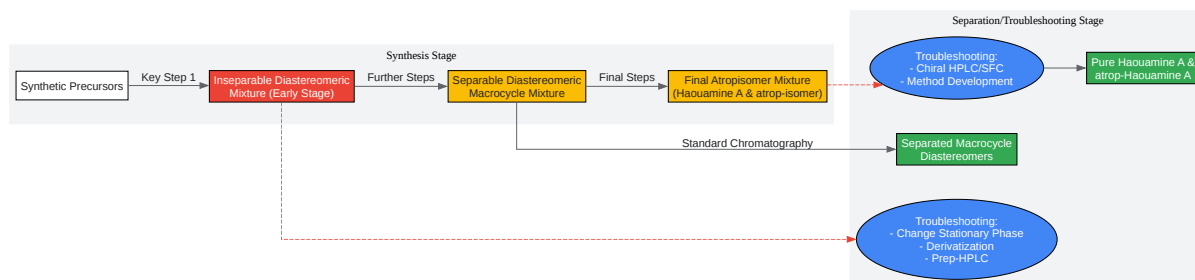 Separation/Troubleshooting Stage
Synthesis Stage
Synthetic Precursors
Key Step 1
Inseparable Diastereomeric
Mixture (Early Stage)
Further Steps
Separable Diastereomeric
Macrocycle Mixture
Final Steps
Final Atropisomer Mixture
(Haouamine A & atrop-isomer)
Troubleshooting:
- Chiral HPLC/SFC
- Method Development
Pure Haouamine A &
atrop-Haouamine A
Standard Chromatography
Separated Macrocycle
Diastereomers
Troubleshooting:
- Change Stationary Phase
- Derivatization
- Prep-HPLC